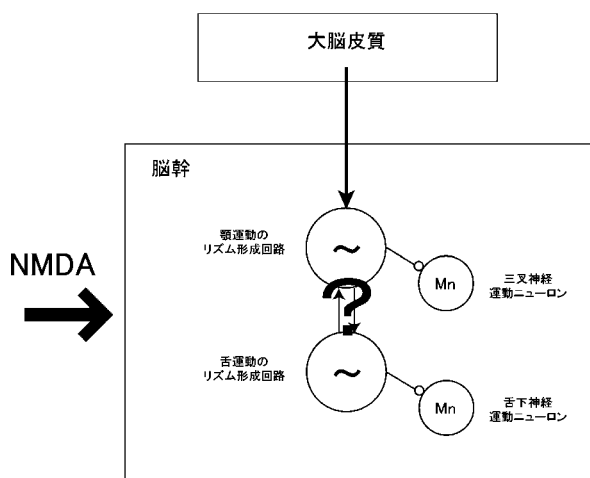 大脳皮質
脳幹
顎運動の
リズム形成回路
~
Mn
三叉神経
運動ニューロン
NMDA
?
舌運動の
リズム形成回路
~
Mn
舌下神経
運動ニューロン